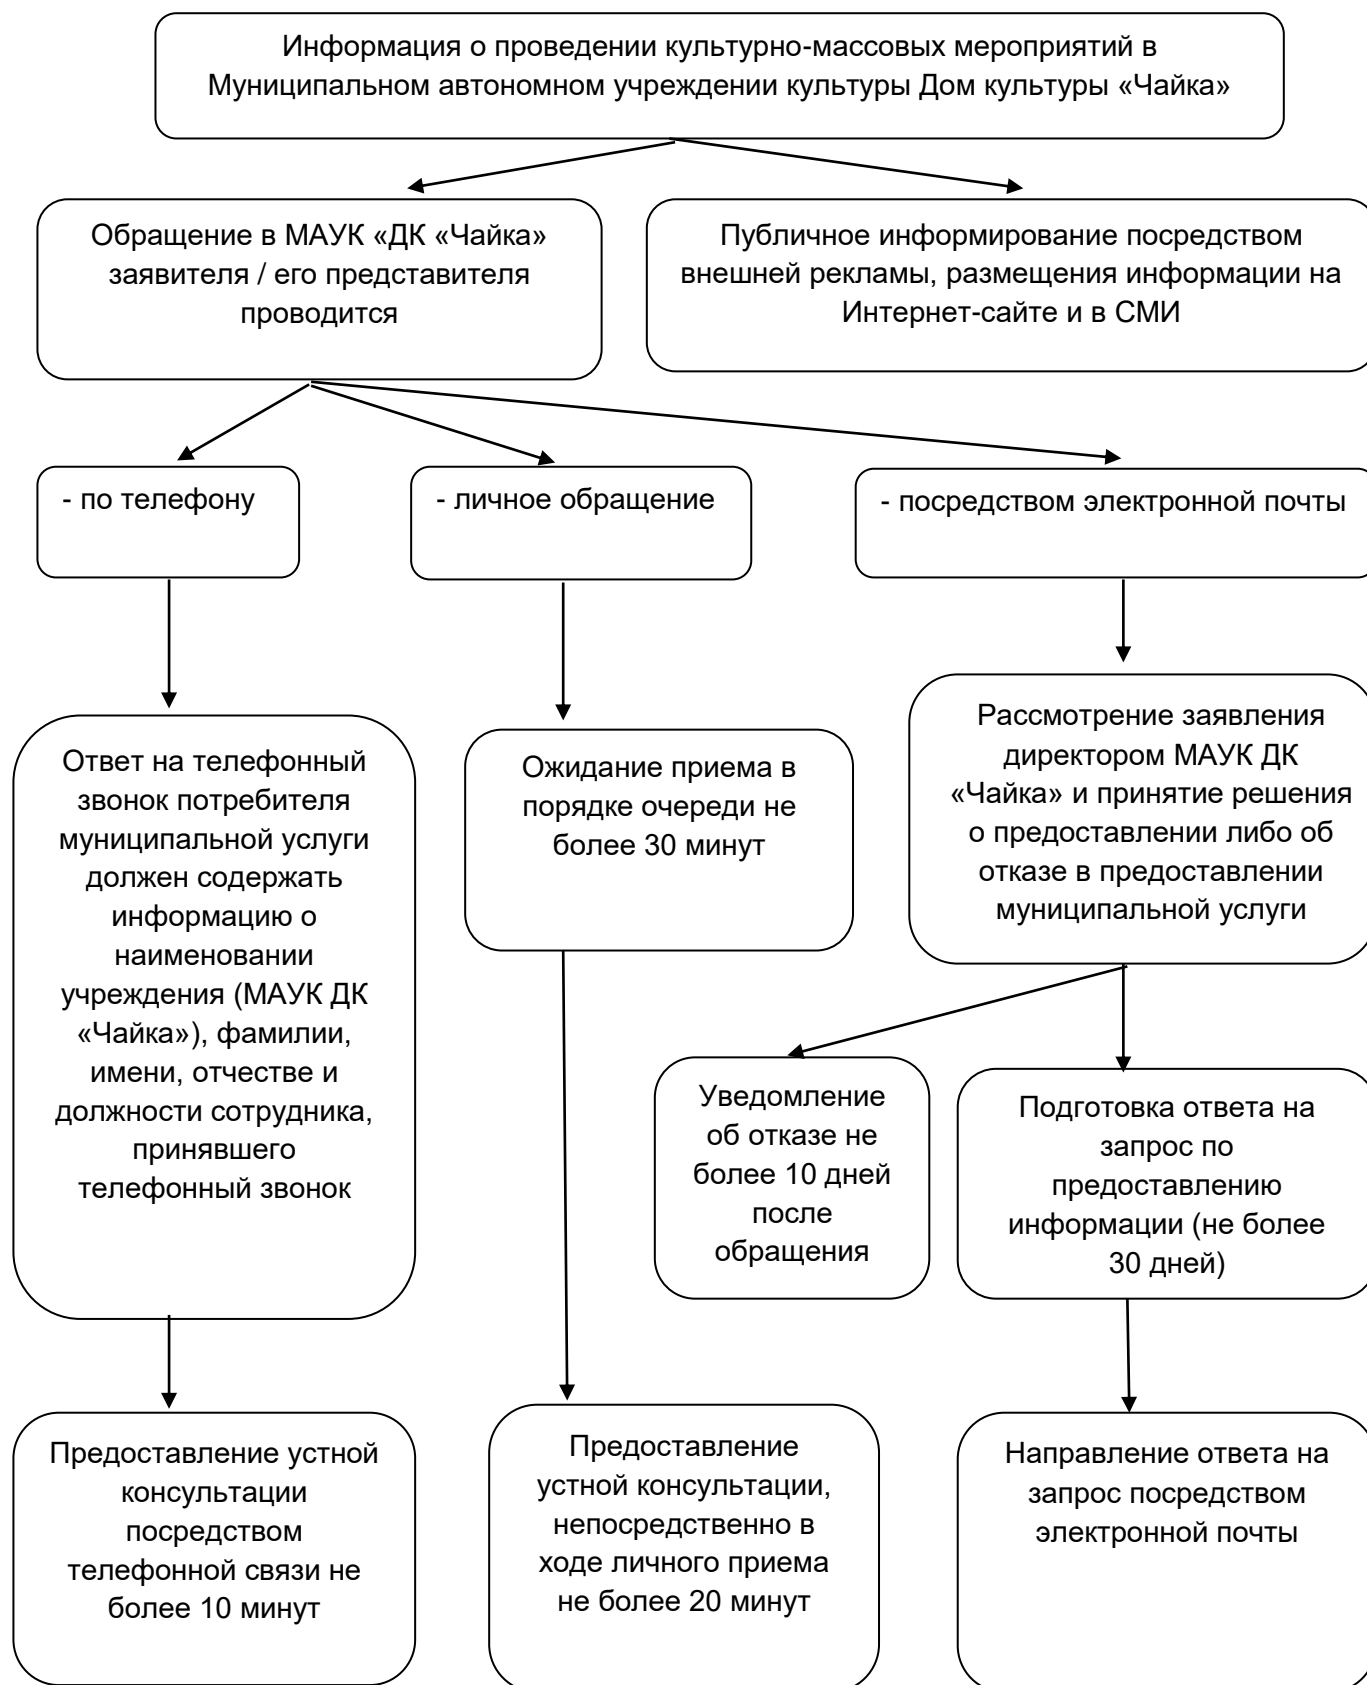 Информация о проведении культурно-массовых мероприятий в
Муниципальном автономном учреждении культуры Дом культуры «Чайка»
Обращение в МАУК «ДК «Чайка»
заявителя / его представителя
проводится
Публичное информирование посредством
внешней рекламы, размещения информации на
Интернет-сайте и в СМИ
- по телефону
- личное обращение
- посредством электронной почты
Ответ на телефонный
звонок потребителя
муниципальной услуги
должен содержать
информацию о
наименовании
учреждения (МАУК ДК
«Чайка»), фамилии,
имени, отчестве и
должности сотрудника,
принявшего
телефонный звонок
Ожидание приема в
порядке очереди не
более 30 минут
Рассмотрение заявления
директором МАУК ДК
«Чайка» и принятие решения
о предоставлении либо об
отказе в предоставлении
муниципальной услуги
Уведомление
об отказе не
более 10 дней
после
обращения
Подготовка ответа на
запрос по
предоставлению
информации (не более
30 дней)
Предоставление устной
консультации
посредством
телефонной связи не
более 10 минут
Предоставление
устной консультации,
непосредственно в
ходе личного приема
не более 20 минут
Направление ответа на
запрос посредством
электронной почты